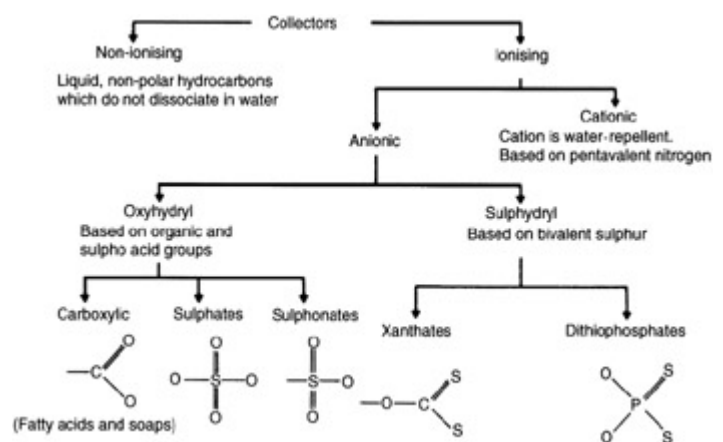 Collectors
Non-ionising
Ionising
Liquid, non-polar hydrocarbons
which do not dissociate in water
Anionic
Cationic
Cation is water-repellent.
Based on pentavalent nitrogen
Oxyhydryl
Based on organic and
sulpho acid groups
Sulphydryl
Based on bivalent sulphur
Carboxylic
Sulphates
Sulphonates
Xanthates
Dithiophosphates
O
C
O
O
O S O
O
O
S O
O
O C
S
S
O S
P
O S
(Fatty acids and soaps)